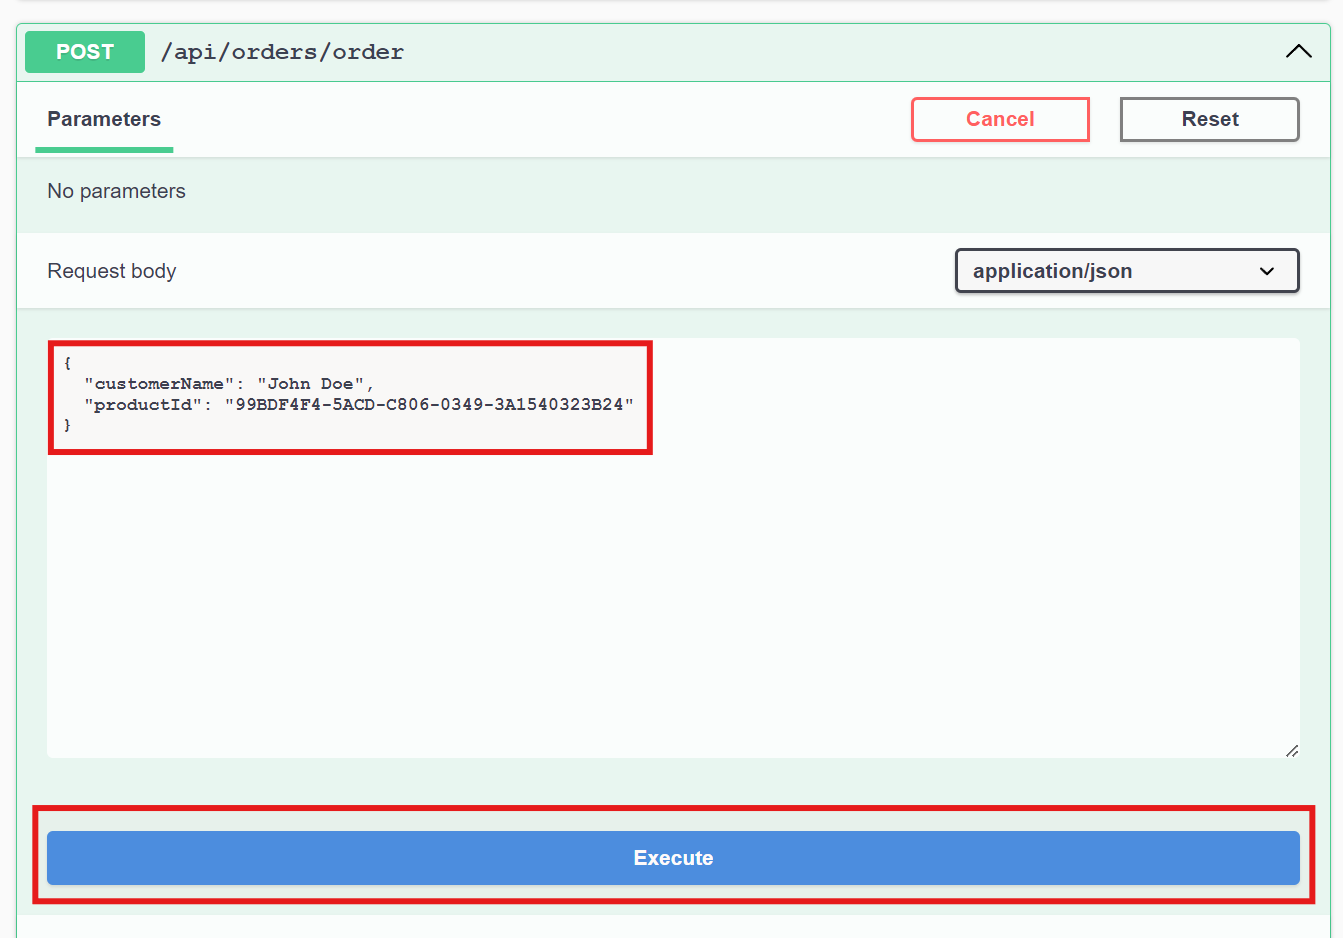 POST /api/orders/order
Parameters Cancel Reset
No parameters
Request body application/json
{
  "customerName": "John Doe",
  "productId": "99BDF4F4-5ACD-C806-0349-3A1540323B24"
}
Execute